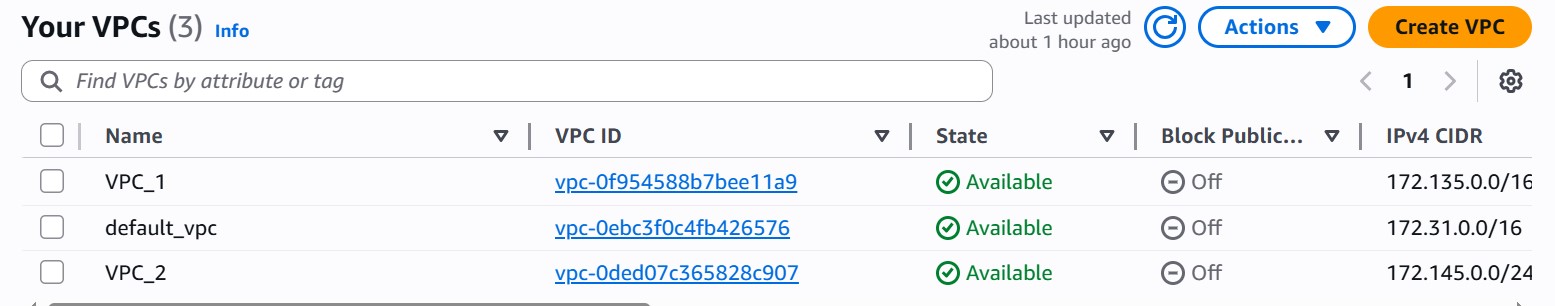 Your VPCs (3) Info
Last updated
about 1 hour ago
Actions
Create VPC
Find VPCs by attribute or tag
1
Name VPC ID State Block Public... IPv4 CIDR
VPC_1 vpc-0f954588b7bee11a9 Available Off 172.135.0.0/16
default_vpc vpc-0ebc3f0c4fb426576 Available Off 172.31.0.0/16
VPC_2 vpc-0ded07c365828c907 Available Off 172.145.0.0/24